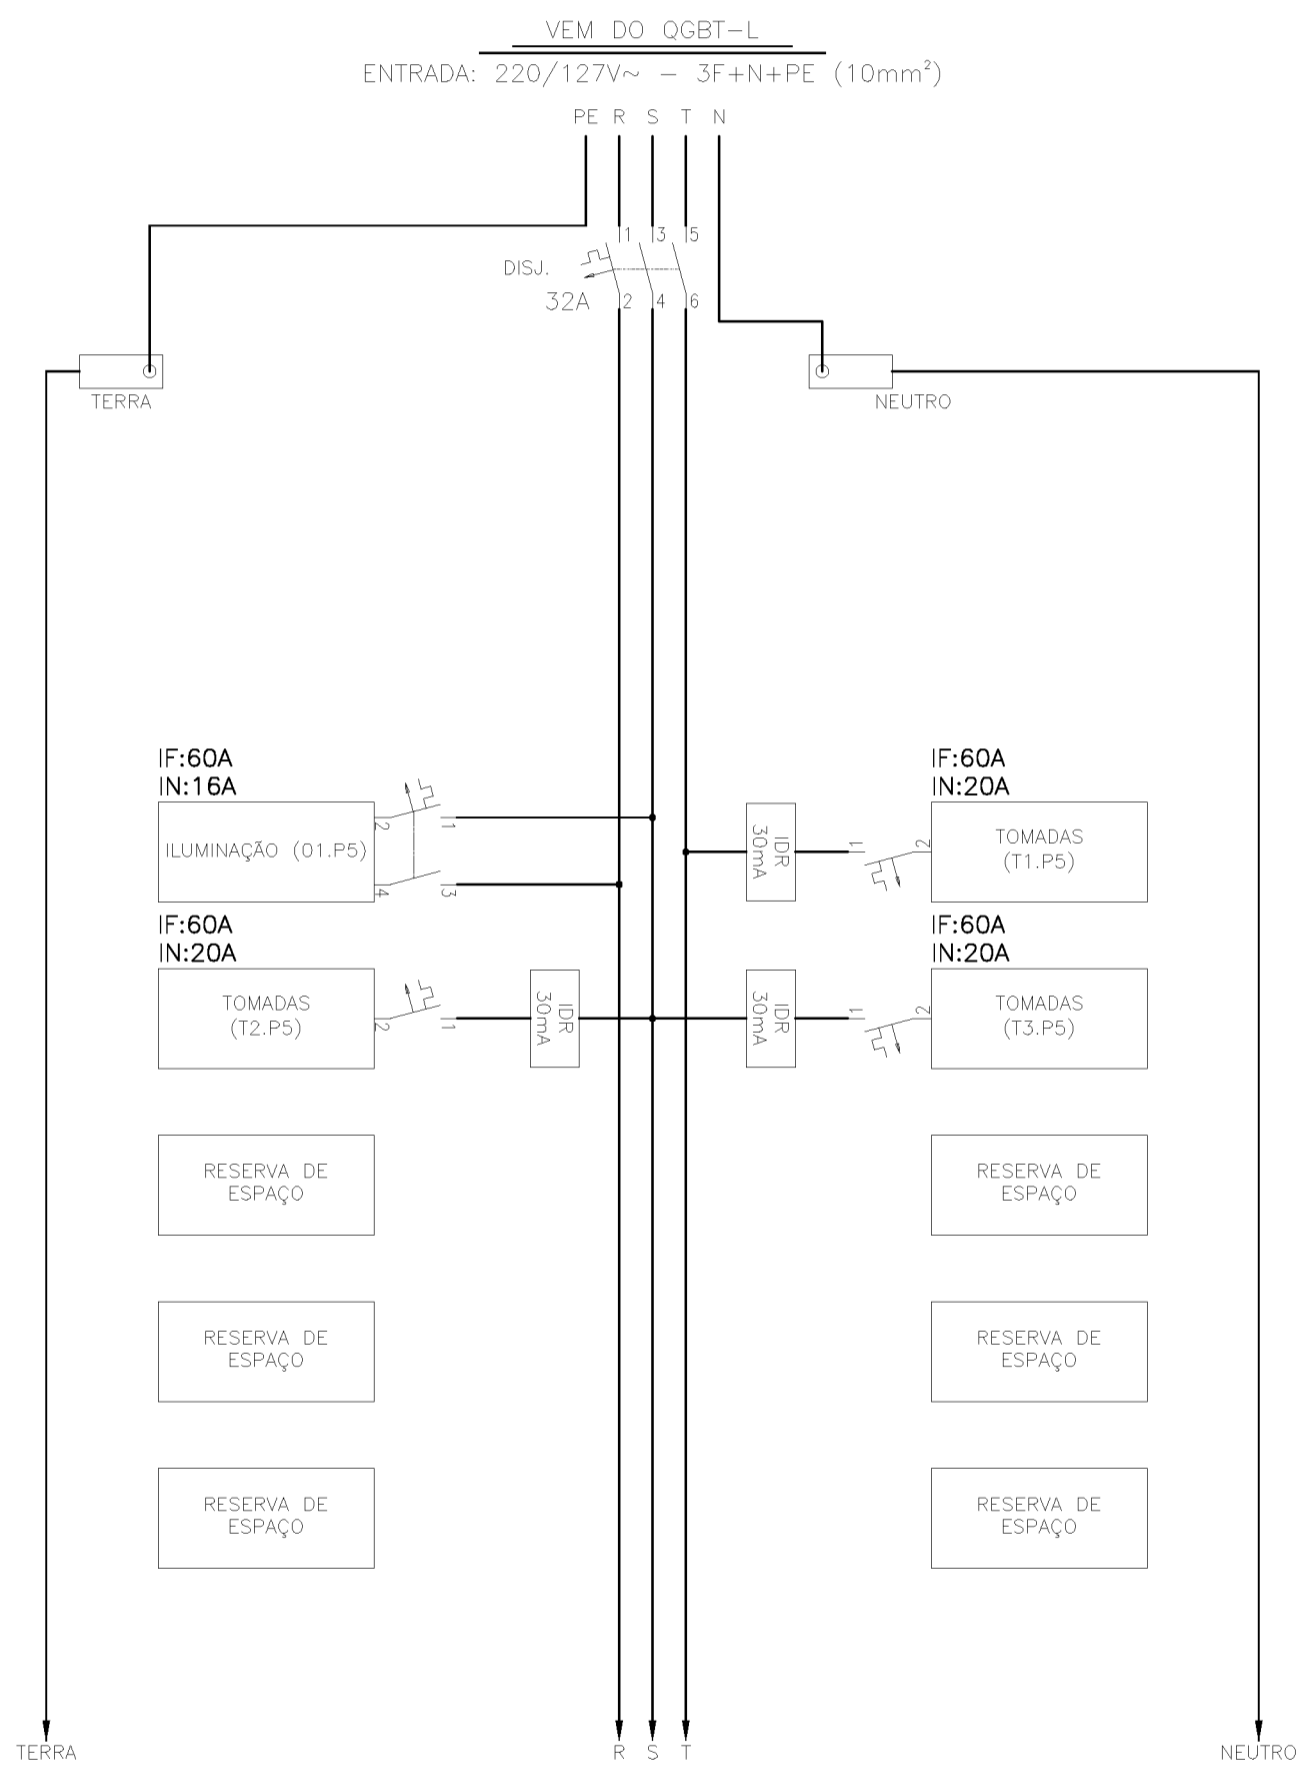 VEM DO QGBT-L
ENTRADA: 220/127V~ - 3F+N+PE (10mm²)
PE R S T N
1 3 5
DISJ.
32A
2 4 6
TERRA
NEUTRO
IF:60A
IN:16A
ILUMINAÇÃO (01.P5)
2 1
4 3
IF:60A
IN:20A
IDR
30mA
1 2
TOMADAS
(T1.P5)
IF:60A
IN:20A
TOMADAS
(T2.P5)
2 1
IDR
30mA
IF:60A
IN:20A
IDR
30mA
1 2
TOMADAS
(T3.P5)
RESERVA DE
ESPAÇO
RESERVA DE
ESPAÇO
RESERVA DE
ESPAÇO
RESERVA DE
ESPAÇO
RESERVA DE
ESPAÇO
RESERVA DE
ESPAÇO
TERRA
R S T
NEUTRO